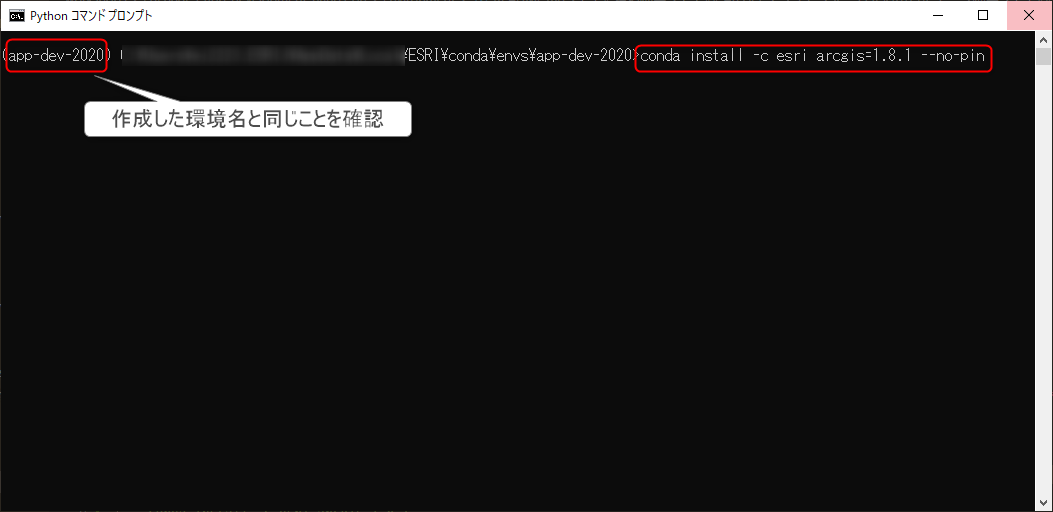 Python コマンド プロンプト
(app-dev-2020) \ESRI\conda\envs\app-dev-2020>conda install -c esri arcgis=1.8.1 --no-pin
作成した環境名と同じことを確認